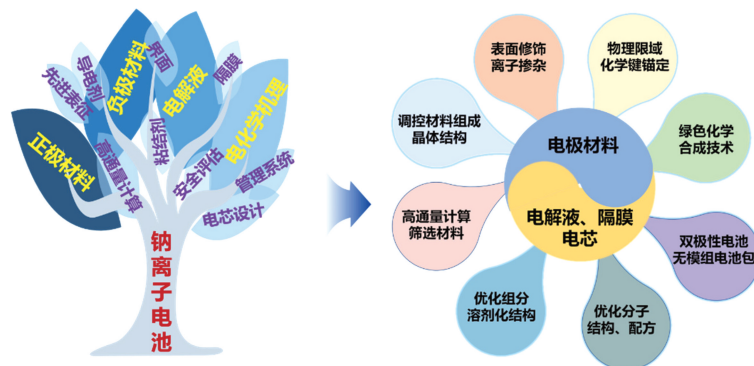 界面
导电剂
负极材料
电解液
隔膜
先进表征
电化学机理
粘结剂
正极材料
高通量计算
安全评估
管理系统
电芯设计
钠离子电池
表面修饰
离子掺杂
物理限域
化学键锚定
调控材料组成
晶体结构
电极材料
绿色化学
合成技术
高通量计算
筛选材料
电解液、隔膜
电芯
双极性电池
无模组电池包
优化组分
溶剂化结构
优化分子
结构、配方